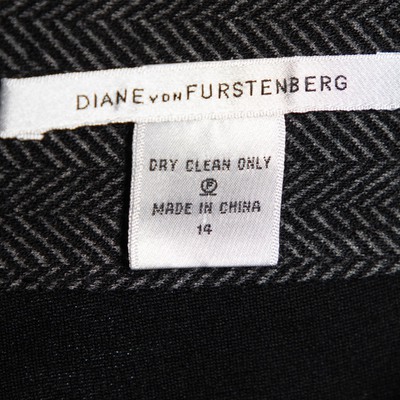 DIANE VON FURSTENBERG
DRY CLEAN ONLY
Ⓟ
MADE IN CHINA
14